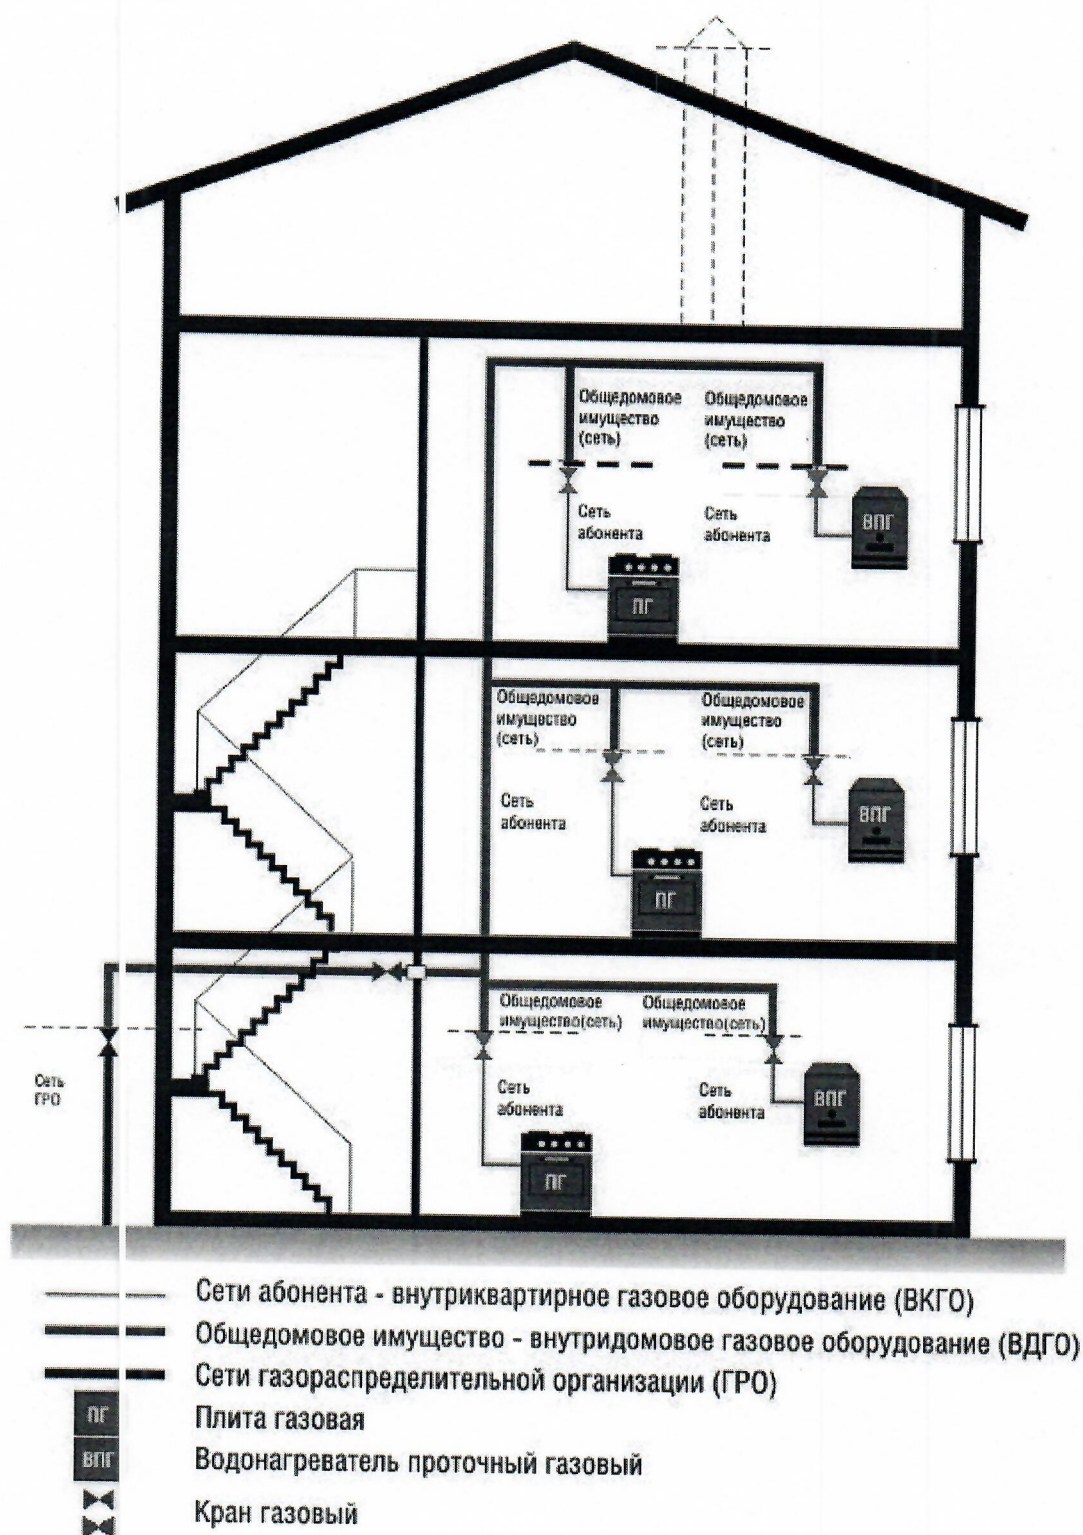 Общедомовое
имущество
(сеть)
Общедомовое
имущество
(сеть)
Сеть
абонента
Сеть
абонента
ВПГ
ПГ
Общедомовое
имущество
(сеть)
Общедомовое
имущество
(сеть)
Сеть
абонента
Сеть
абонента
ВПГ
ПГ
Общедомовое
имущество(сеть)
Общедомовое
имущество(сеть)
Сеть
ГРО
Сеть
абонента
Сеть
абонента
ВПГ
ПГ
Сети абонента - внутриквартирное газовое оборудование (ВКГО)
Общедомовое имущество - внутридомовое газовое оборудование (ВДГО)
Сети газораспределительной организации (ГРО)
ПГ Плита газовая
ВПГ Водонагреватель проточный газовый
Кран газовый